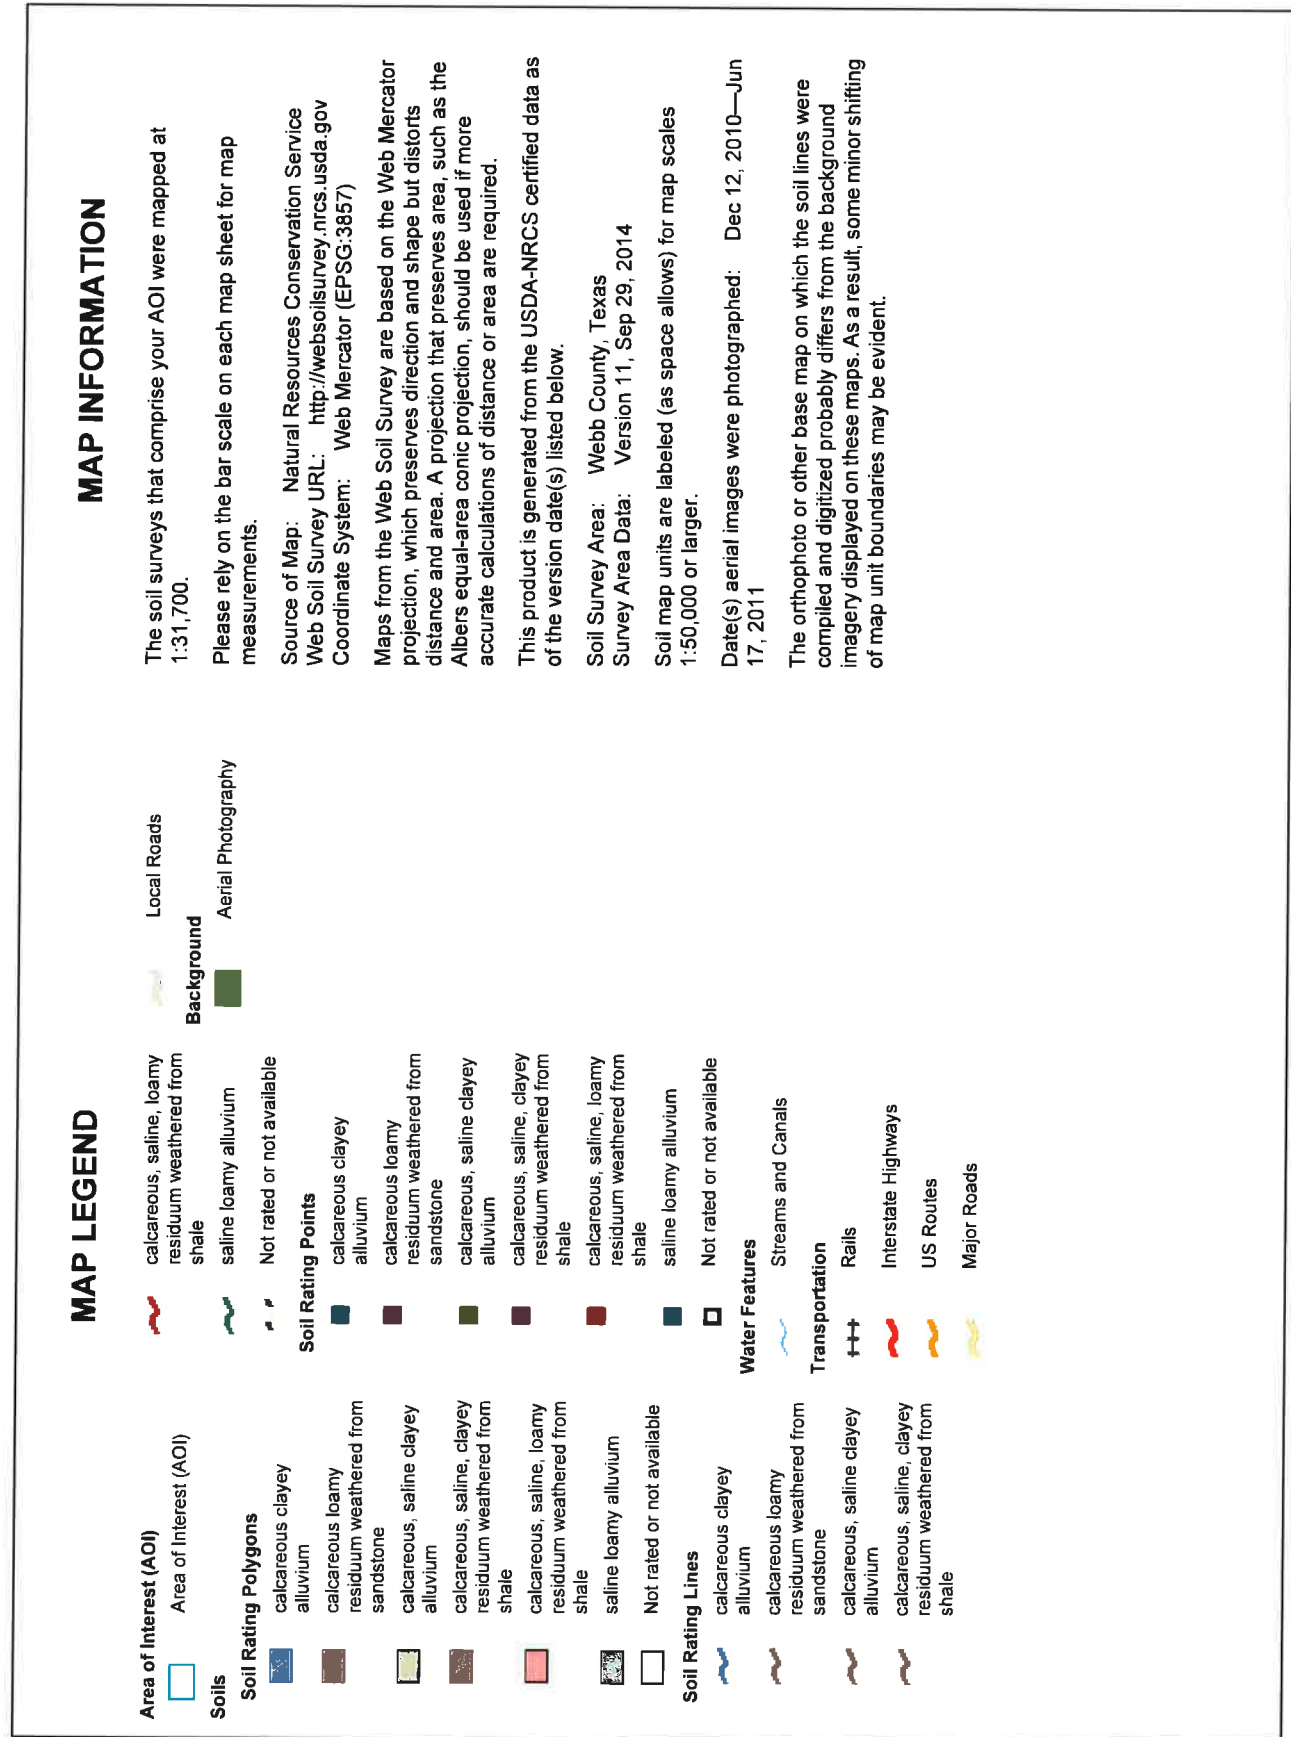 MAP LEGEND
Area of Interest (AOI)
Area of Interest (AOI)
Soils
Soil Rating Polygons
calcareous clayey
alluvium
calcareous loamy
residuum weathered from
sandstone
calcareous, saline clayey
alluvium
calcareous, saline, clayey
residuum weathered from
shale
calcareous, saline, loamy
residuum weathered from
shale
saline loamy alluvium
Not rated or not available
Soil Rating Lines
calcareous clayey
alluvium
calcareous loamy
residuum weathered from
sandstone
calcareous, saline clayey
alluvium
calcareous, saline, clayey
residuum weathered from
shale
calcareous, saline, loamy
residuum weathered from
shale
saline loamy alluvium
Not rated or not available
Soil Rating Points
calcareous clayey
alluvium
calcareous loamy
residuum weathered from
sandstone
calcareous, saline clayey
alluvium
calcareous, saline, clayey
residuum weathered from
shale
calcareous, saline, loamy
residuum weathered from
shale
saline loamy alluvium
Not rated or not available
Water Features
Streams and Canals
Transportation
Rails
Interstate Highways
US Routes
Major Roads
Local Roads
Background
Aerial Photography
MAP INFORMATION
The soil surveys that comprise your AOI were mapped at
1:31,700.
Please rely on the bar scale on each map sheet for map
measurements.
Source of Map: Natural Resources Conservation Service
Web Soil Survey URL: http://websoilsurvey.nrcs.usda.gov
Coordinate System: Web Mercator (EPSG:3857)
Maps from the Web Soil Survey are based on the Web Mercator
projection, which preserves direction and shape but distorts
distance and area. A projection that preserves area, such as the
Albers equal-area conic projection, should be used if more
accurate calculations of distance or area are required.
This product is generated from the USDA-NRCS certified data as
of the version date(s) listed below.
Soil Survey Area: Webb County, Texas
Survey Area Data: Version 11, Sep 29, 2014
Soil map units are labeled (as space allows) for map scales
1:50,000 or larger.
Date(s) aerial images were photographed: Dec 12, 2010—Jun
17, 2011
The orthophoto or other base map on which the soil lines were
compiled and digitized probably differs from the background
imagery displayed on these maps. As a result, some minor shifting
of map unit boundaries may be evident.